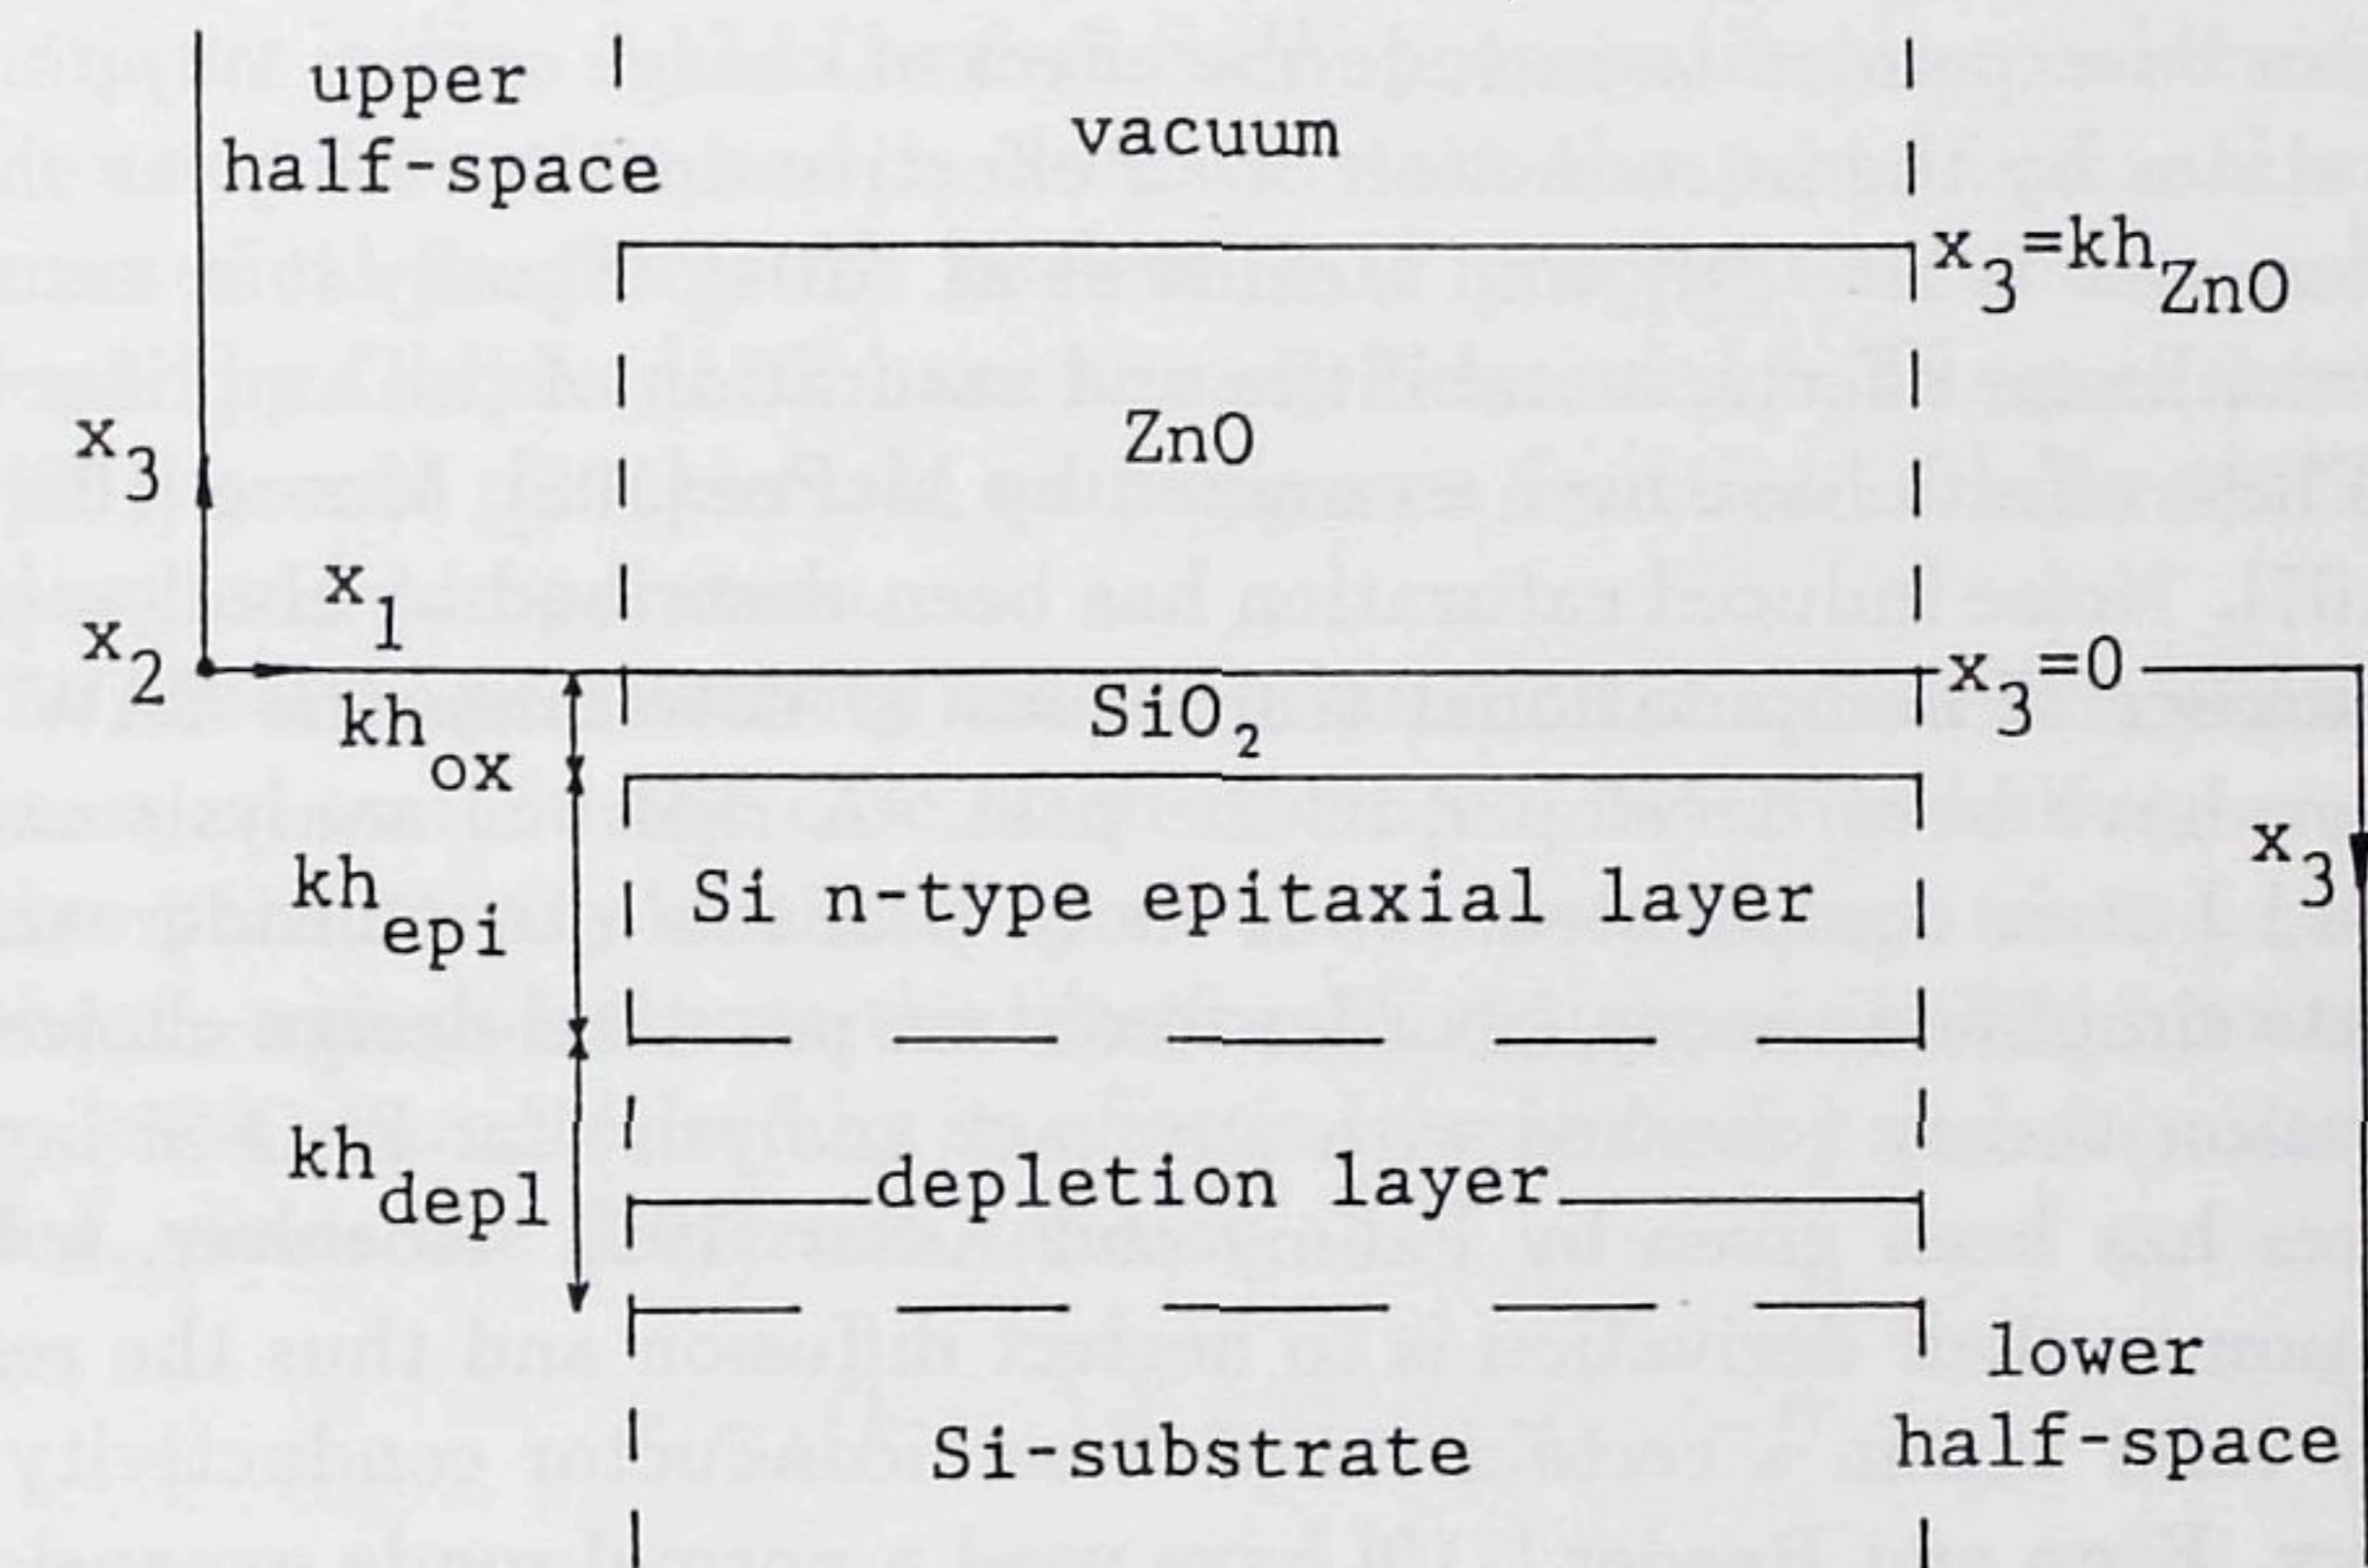 upper
half-space
vacuum
x3=khZnO
ZnO
x3
x1
x2
x3=0
khox
SiO2
x3
khepi
Si n-type epitaxial layer
khdepl
depletion layer
lower
half-space
Si-substrate